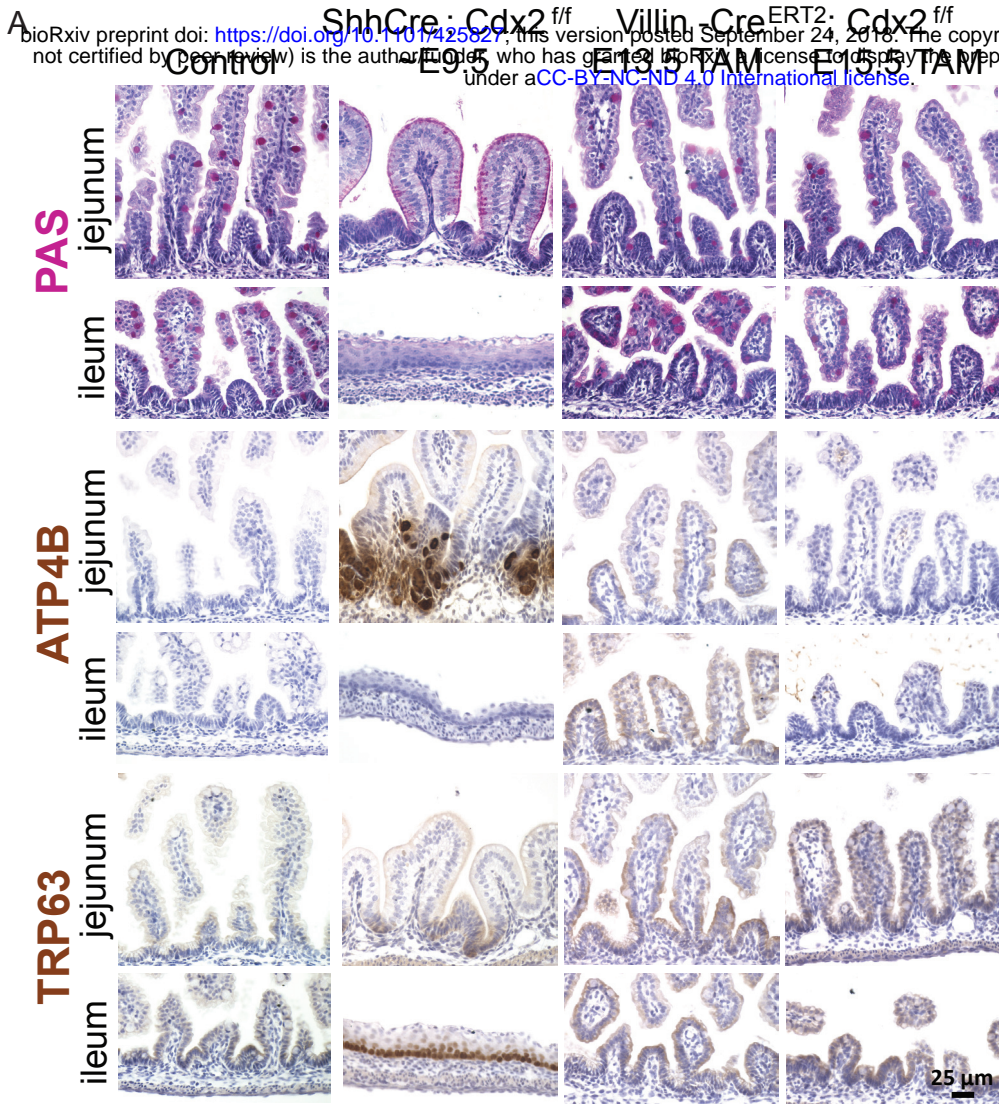 A
ShhCre ; Cdx2 f/f Villin -Cre ERT2; Cdx2 f/f
bioRxiv preprint doi: https://doi.org/10.1101/425827; this version posted September 24, 2018. The copyri
not certified by peer review) is the author/funder, who has granted bioRxiv a license to display the prep
Control ~E9.5 E13.5 TAM E15.5 TAM
under a CC-BY-NC-ND 4.0 International license.
PAS
jejunum
ileum
ATP4B
jejunum
ileum
TRP63
jejunum
ileum
25 µm